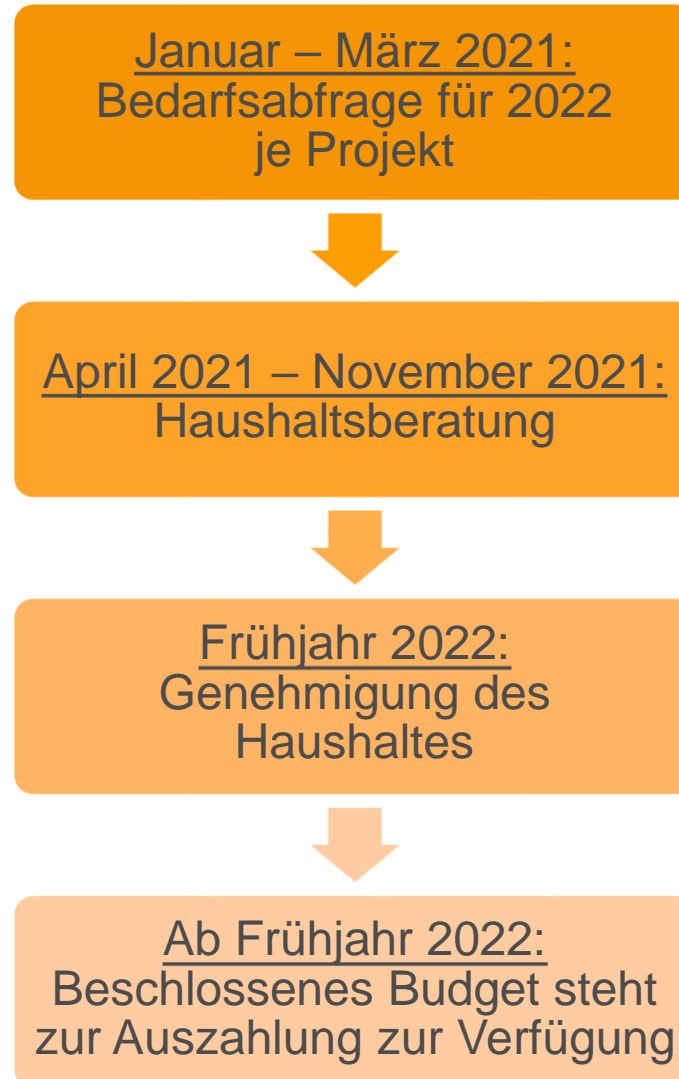 Januar – März 2021:
Bedarfsabfrage für 2022
je Projekt
April 2021 – November 2021:
Haushaltsberatung
Frühjahr 2022:
Genehmigung des
Haushaltes
Ab Frühjahr 2022:
Beschlossenes Budget steht
zur Auszahlung zur Verfügung